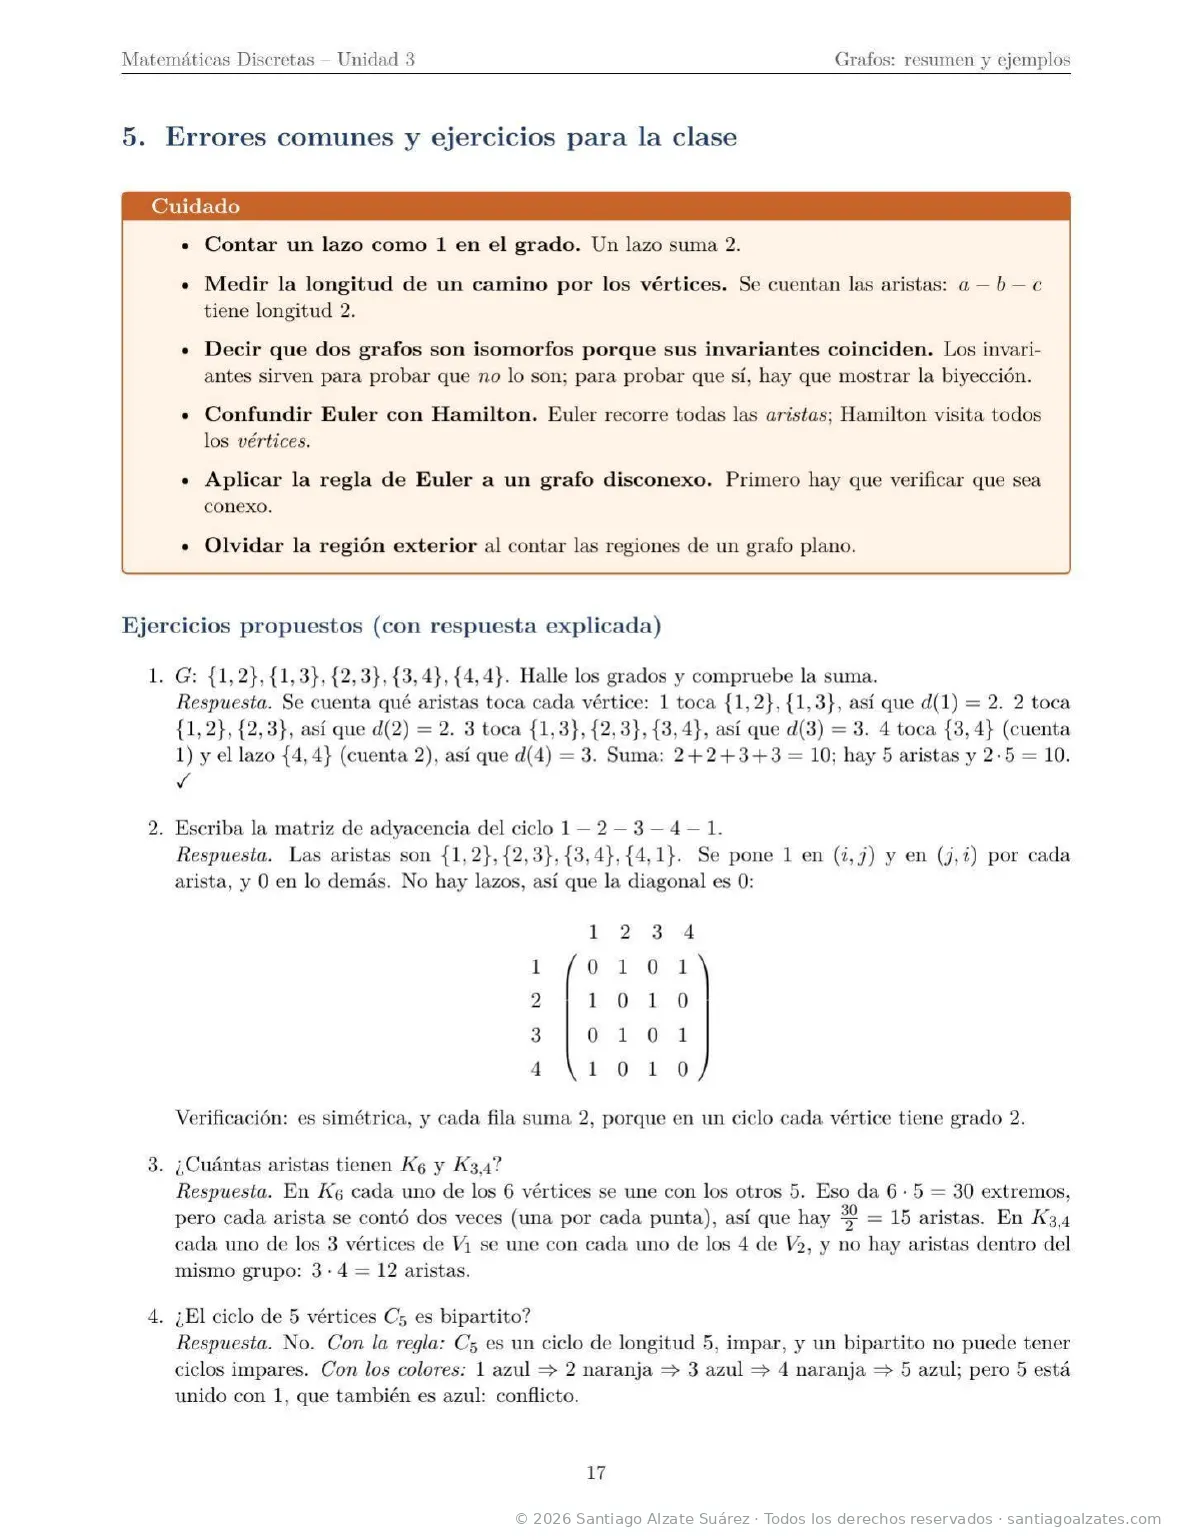 Matemáticas Discretas – Unidad 3 Grafos: resumen y ejemplos
5. Errores comunes y ejercicios para la clase
Cuidado
• Contar un lazo como 1 en el grado. Un lazo suma 2.
• Medir la longitud de un camino por los vértices. Se cuentan las aristas: a − b − c
tiene longitud 2.
• Decir que dos grafos son isomorfos porque sus invariantes coinciden. Los invari-
antes sirven para probar que no lo son; para probar que sí, hay que mostrar la biyección.
• Confundir Euler con Hamilton. Euler recorre todas las aristas; Hamilton visita todos
los vértices.
• Aplicar la regla de Euler a un grafo disconexo. Primero hay que verificar que sea
conexo.
• Olvidar la región exterior al contar las regiones de un grafo plano.
Ejercicios propuestos (con respuesta explicada)
1. G: {1, 2}, {1, 3}, {2, 3}, {3, 4}, {4, 4}. Halle los grados y compruebe la suma.
Respuesta. Se cuenta qué aristas toca cada vértice: 1 toca {1, 2}, {1, 3}, así que d(1) = 2. 2 toca
{1, 2}, {2, 3}, así que d(2) = 2. 3 toca {1, 3}, {2, 3}, {3, 4}, así que d(3) = 3. 4 toca {3, 4} (cuenta
1) y el lazo {4, 4} (cuenta 2), así que d(4) = 3. Suma: 2+2+3+3 = 10; hay 5 aristas y 2·5 = 10.
✓
2. Escriba la matriz de adyacencia del ciclo 1 − 2 − 3 − 4 − 1.
Respuesta. Las aristas son {1, 2}, {2, 3}, {3, 4}, {4, 1}. Se pone 1 en (i, j) y en (j, i) por cada
arista, y 0 en lo demás. No hay lazos, así que la diagonal es 0:
1 2 3 4
1 0 1 0 1
2 1 0 1 0
3 0 1 0 1
4 1 0 1 0
Verificación: es simétrica, y cada fila suma 2, porque en un ciclo cada vértice tiene grado 2.
3. ¿Cuántas aristas tienen K6 y K3,4?
Respuesta. En K6 cada uno de los 6 vértices se une con los otros 5. Eso da 6 · 5 = 30 extremos,
pero cada arista se contó dos veces (una por cada punta), así que hay 30/2 = 15 aristas. En K3,4
cada uno de los 3 vértices de V1 se une con cada uno de los 4 de V2, y no hay aristas dentro del
mismo grupo: 3 · 4 = 12 aristas.
4. ¿El ciclo de 5 vértices C5 es bipartito?
Respuesta. No. Con la regla: C5 es un ciclo de longitud 5, impar, y un bipartito no puede tener
ciclos impares. Con los colores: 1 azul ⇒ 2 naranja ⇒ 3 azul ⇒ 4 naranja ⇒ 5 azul; pero 5 está
unido con 1, que también es azul: conflicto.
17
© 2026 Santiago Alzate Suárez · Todos los derechos reservados · santiagoalzates.com